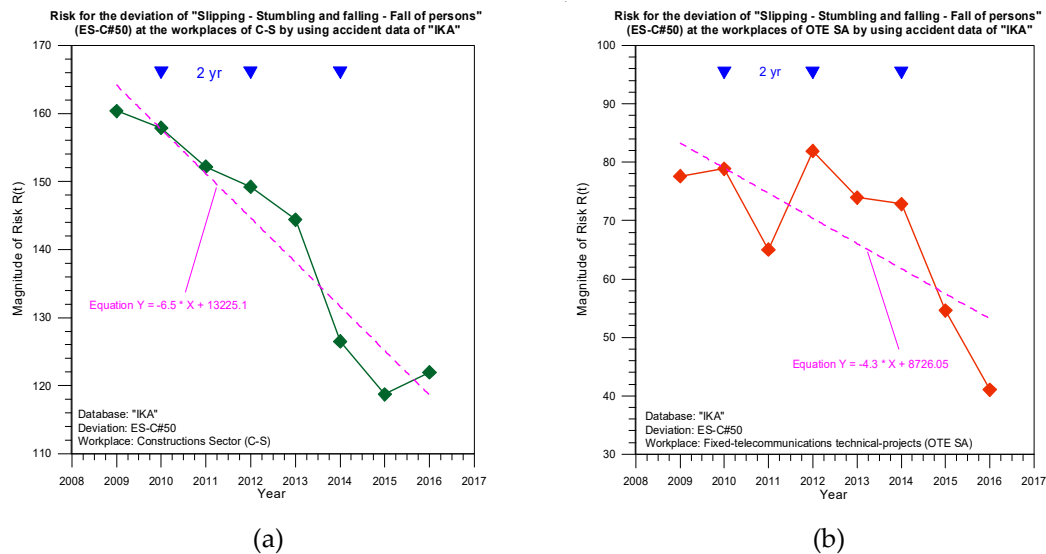 Risk for the deviation of "Slipping - Stumbling and falling - Fall of persons"
(ES-C#50) at the workplaces of C-S by using accident data of "IKA"
170
160
150
140
130
120
110
Magnitude of Risk R(t)
2 yr
Equation Y = -6.5 * X + 13225.1
Database: "IKA"
Deviation: ES-C#50
Workplace: Constructions Sector (C-S)
2008 2009 2010 2011 2012 2013 2014 2015 2016 2017
Year
(a)
Risk for the deviation of "Slipping - Stumbling and falling - Fall of persons"
(ES-C#50) at the workplaces of OTE SA by using accident data of "IKA"
100
90
80
70
60
50
40
30
Magnitude of Risk R(t)
2 yr
Equation Y = -4.3 * X + 8726.05
Database: "IKA"
Deviation: ES-C#50
Workplace: Fixed-telecommunications technical-projects (OTE SA)
2008 2009 2010 2011 2012 2013 2014 2015 2016 2017
Year
(b)